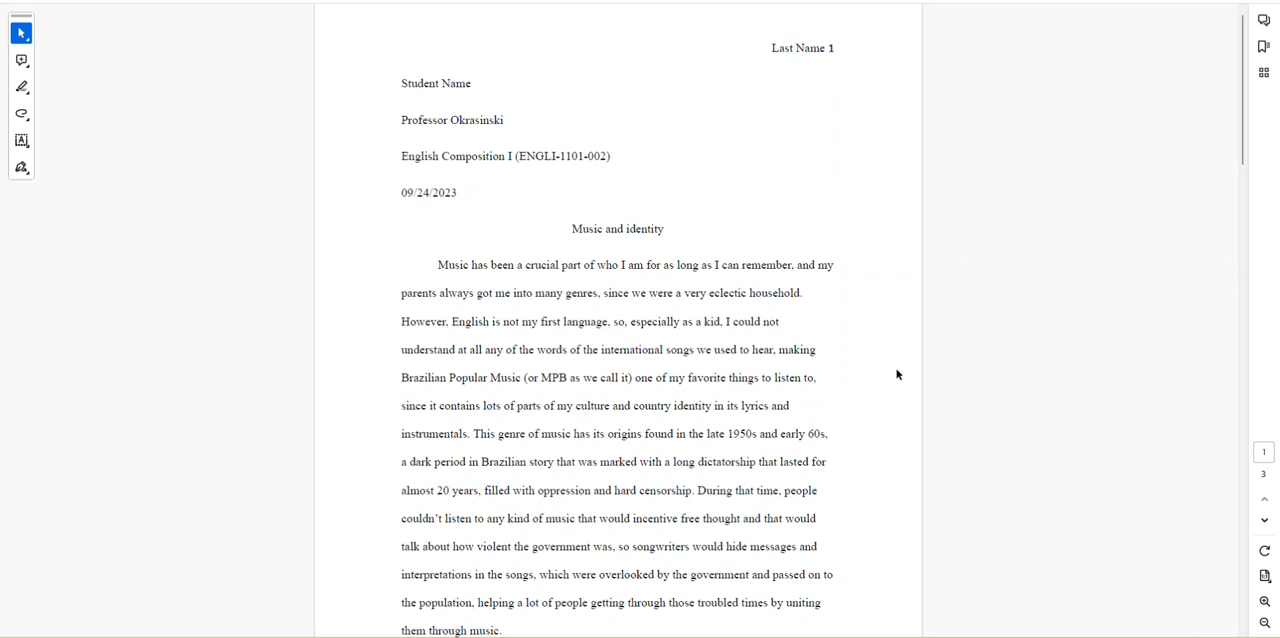 Last Name 1
Student Name
Professor Okrasinski
English Composition I (ENGLI-1101-002)
09/24/2023
Music and identity
Music has been a crucial part of who I am for as long as I can remember, and my
parents always got me into many genres, since we were a very eclectic household.
However, English is not my first language, so, especially as a kid, I could not
understand at all any of the words of the international songs we used to hear, making
Brazilian Popular Music (or MPB as we call it) one of my favorite things to listen to,
since it contains lots of parts of my culture and country identity in its lyrics and
instrumentals. This genre of music has its origins found in the late 1950s and early 60s,
a dark period in Brazilian story that was marked with a long dictatorship that lasted for
almost 20 years, filled with oppression and hard censorship. During that time, people
couldn’t listen to any kind of music that would incentive free thought and that would
talk about how violent the government was, so songwriters would hide messages and
interpretations in the songs, which were overlooked by the government and passed on to
the population, helping a lot of people getting through those troubled times by uniting
them through music.
1
3